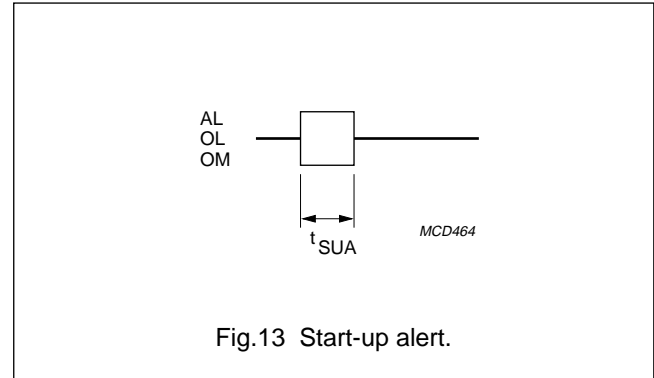 AL
OL
OM
tSUA
MCD464
Fig.13 Start-up alert.